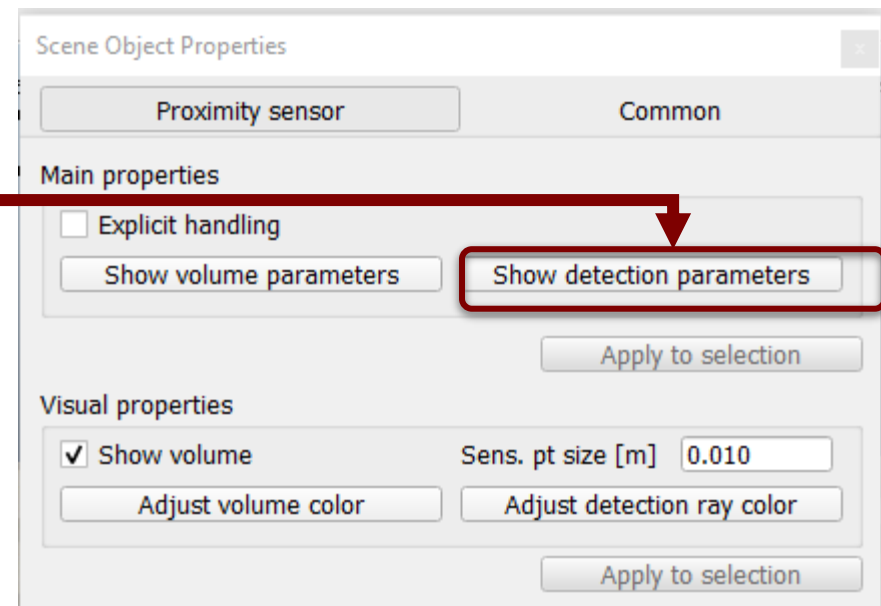 Scene Object Properties
x
Proximity sensor Common
Main properties
Explicit handling
Show volume parameters Show detection parameters
Apply to selection
Visual properties
Show volume Sens. pt size [m] 0.010
Adjust volume color Adjust detection ray color
Apply to selection